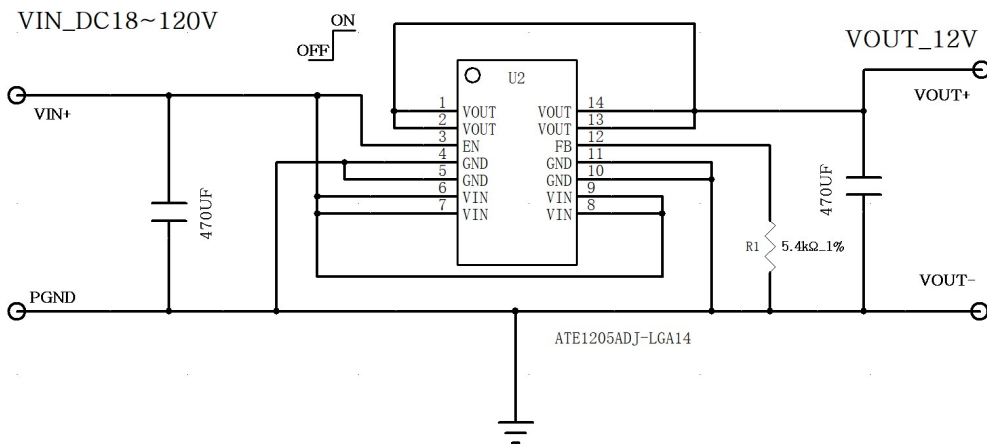 VIN_DC18~120V
ON
OFF
VOUT_12V
U2
VOUT+
VIN+
1 VOUT VOUT 14
2 VOUT VOUT 13
3 EN FB 12
4 GND GND 11
5 GND GND 10
6 VIN VIN 9
7 VIN VIN 8
470UF
470UF
R1 5.4kΩ_1%
PGND
VOUT-
ATE1205ADJ-LGA14